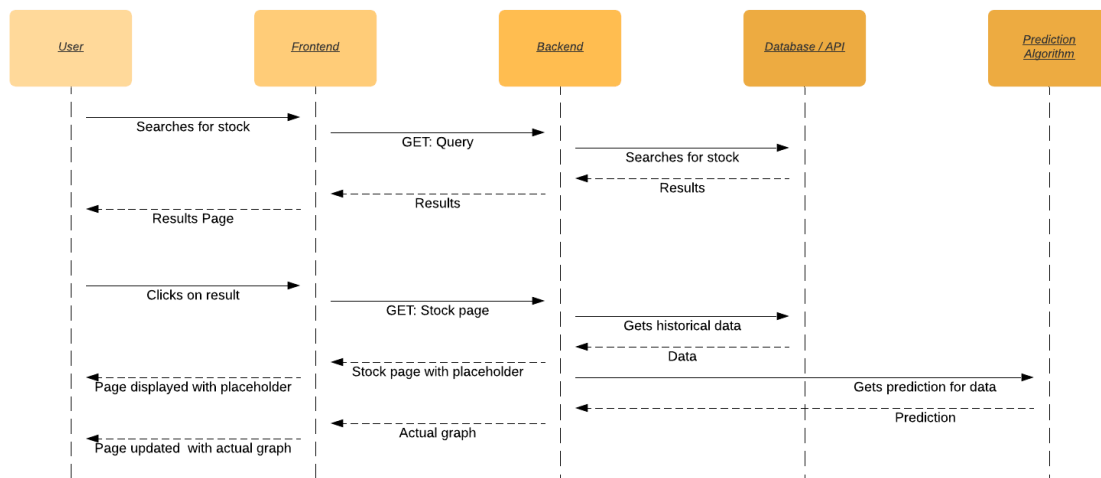 User
Frontend
Backend
Database / API
Prediction
Algorithm
Searches for stock
GET: Query
Searches for stock
Results
Results
Results Page
Clicks on result
GET: Stock page
Gets historical data
Data
Stock page with placeholder
Page displayed with placeholder
Gets prediction for data
Prediction
Actual graph
Page updated with actual graph